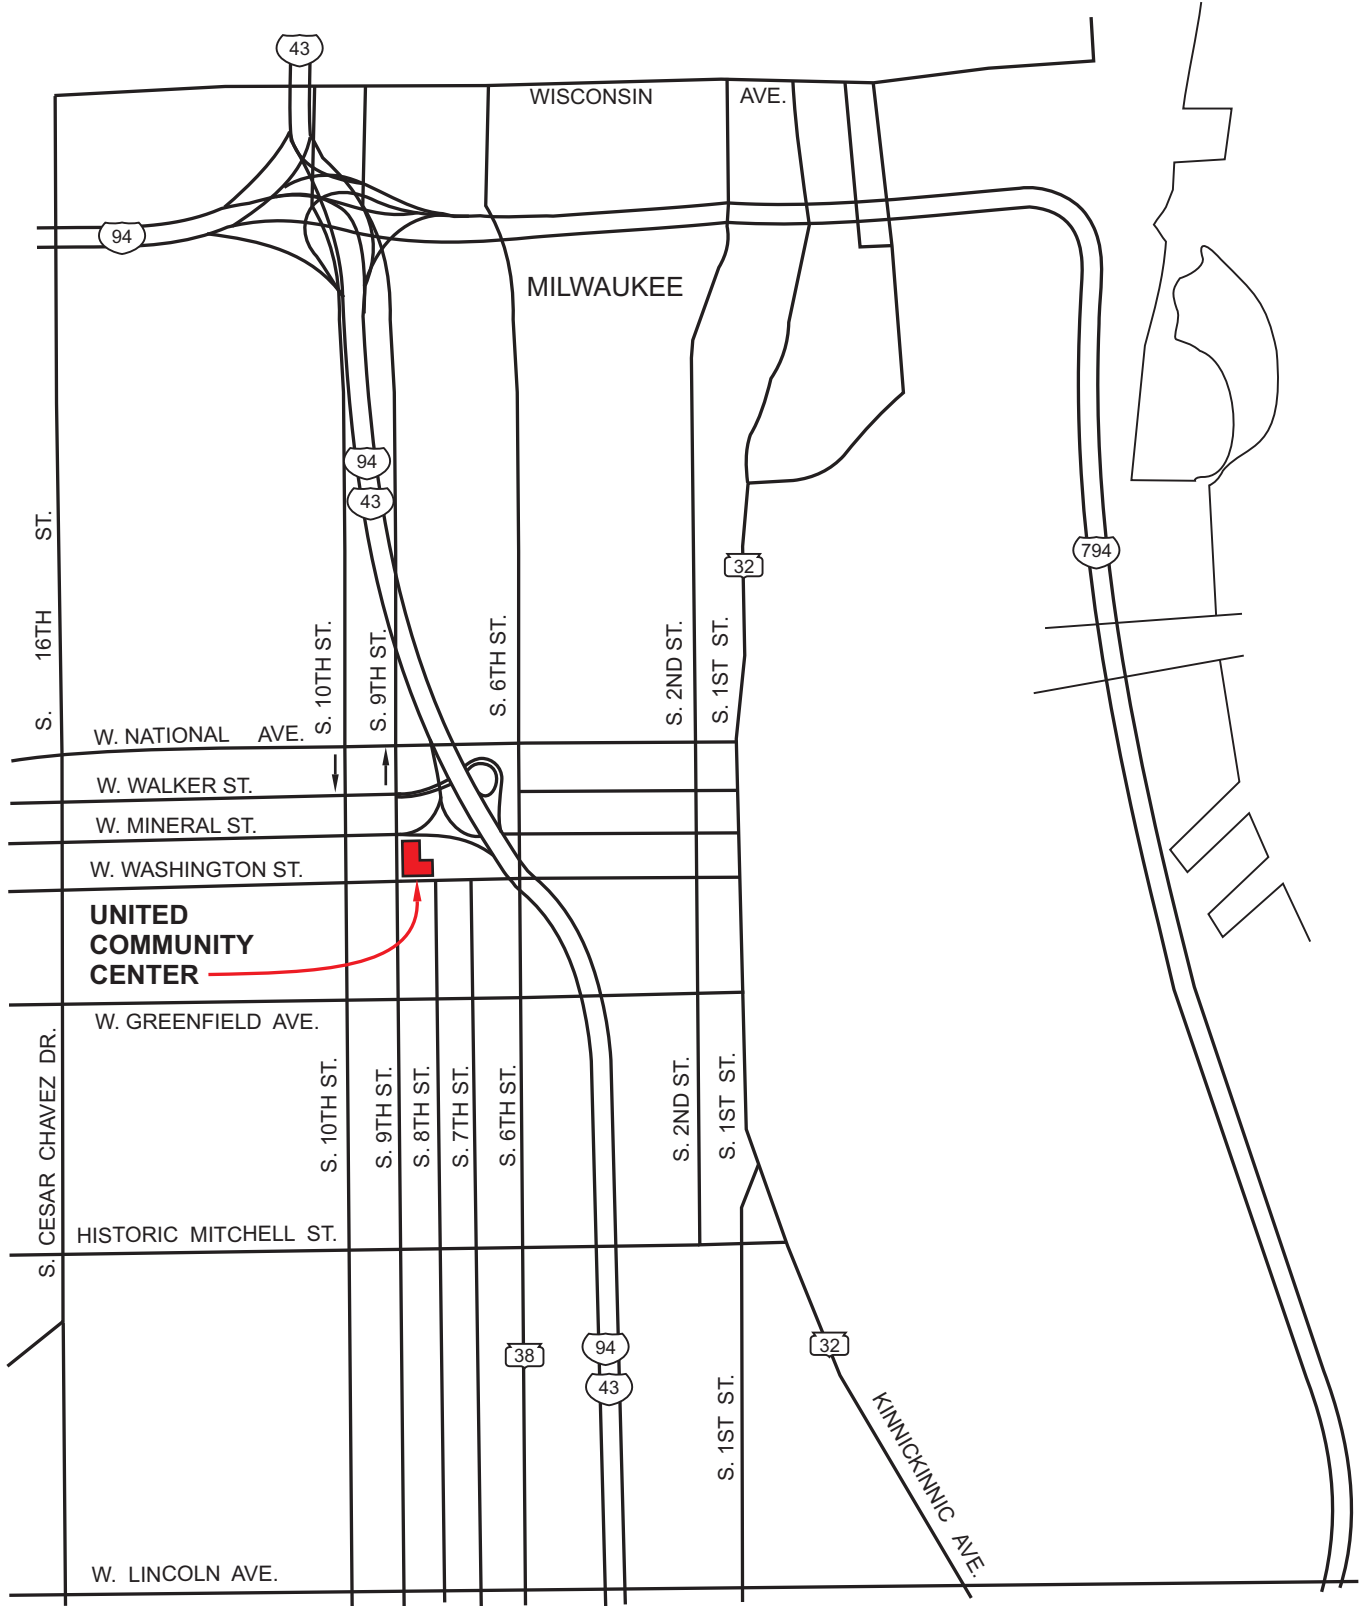 43
WISCONSIN AVE.
94
MILWAUKEE
94
43
794
32
S. 16TH ST.
S. 10TH ST.
S. 9TH ST.
S. 6TH ST.
S. 2ND ST.
S. 1ST ST.
W. NATIONAL AVE.
W. WALKER ST.
W. MINERAL ST.
W. WASHINGTON ST.
UNITED
COMMUNITY
CENTER
W. GREENFIELD AVE.
S. CESAR CHAVEZ DR.
S. 10TH ST.
S. 9TH ST.
S. 8TH ST.
S. 7TH ST.
S. 6TH ST.
S. 2ND ST.
S. 1ST ST.
HISTORIC MITCHELL ST.
38
94
43
32
S. 1ST ST.
KINNICKINNIC AVE.
W. LINCOLN AVE.